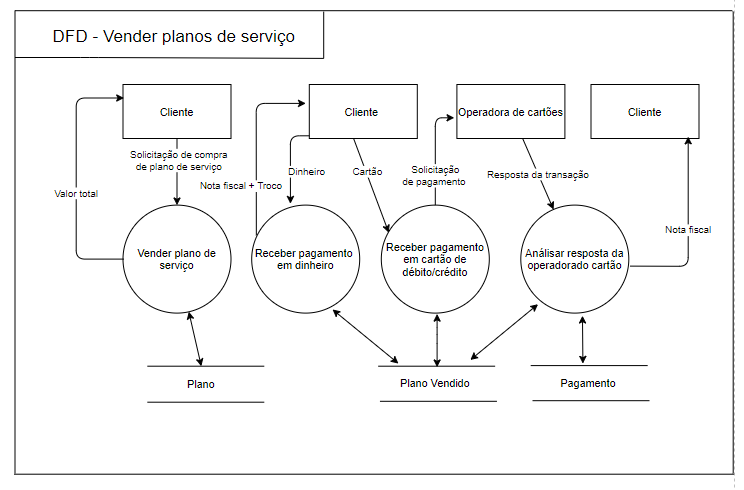 DFD - Vender planos de serviço
Cliente
Cliente
Operadora de cartões
Cliente
Solicitação de compra
de plano de serviço
Dinheiro
Cartão
Solicitação
de pagamento
Resposta da transação
Valor total
Nota fiscal + Troco
Nota fiscal
Vender plano de
serviço
Receber pagamento
em dinheiro
Receber pagamento
em cartão de
débito/crédito
Análisar resposta da
operadorado cartão
Plano
Plano Vendido
Pagamento